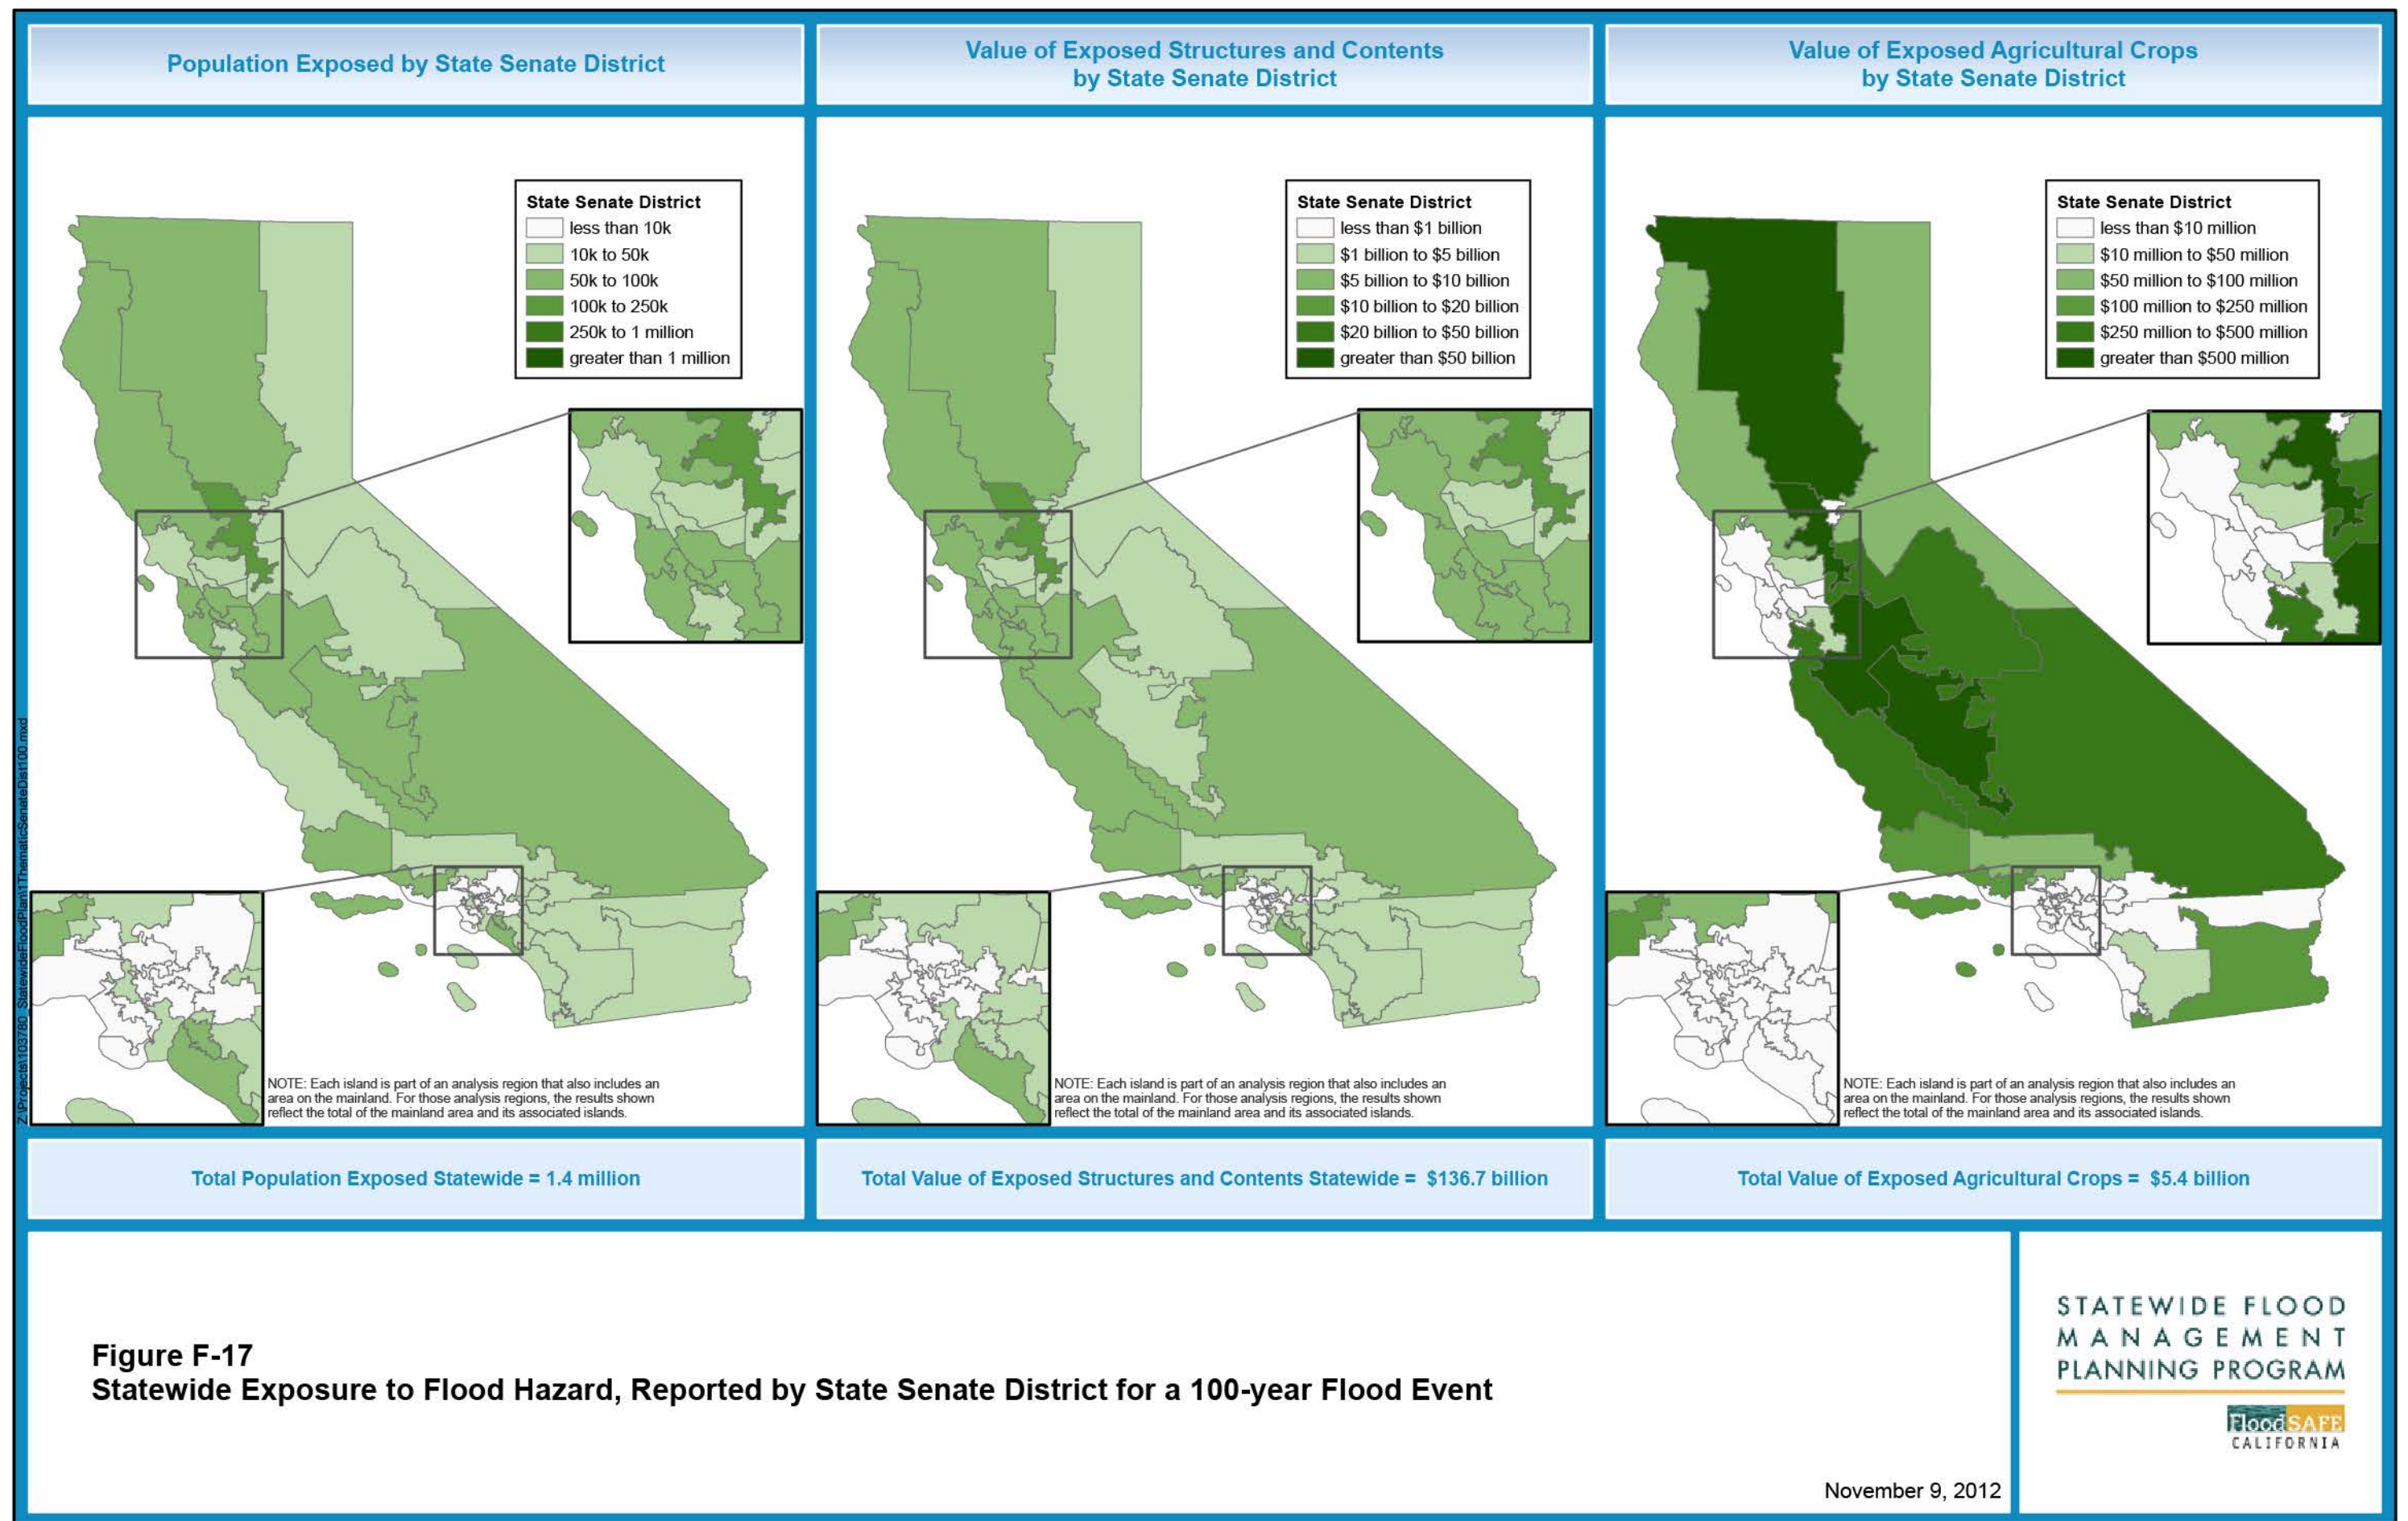 Population Exposed by State Senate District
State Senate District
less than 10k
10k to 50k
50k to 100k
100k to 250k
250k to 1 million
greater than 1 million
NOTE: Each island is part of an analysis region that also includes an
area on the mainland. For those analysis regions, the results shown
reflect the total of the mainland area and its associated islands.
Total Population Exposed Statewide = 1.4 million
Value of Exposed Structures and Contents
by State Senate District
State Senate District
less than $1 billion
$1 billion to $5 billion
$5 billion to $10 billion
$10 billion to $20 billion
$20 billion to $50 billion
greater than $50 billion
NOTE: Each island is part of an analysis region that also includes an
area on the mainland. For those analysis regions, the results shown
reflect the total of the mainland area and its associated islands.
Total Value of Exposed Structures and Contents Statewide = $136.7 billion
Value of Exposed Agricultural Crops
by State Senate District
State Senate District
less than $10 million
$10 million to $50 million
$50 million to $100 million
$100 million to $250 million
$250 million to $500 million
greater than $500 million
NOTE: Each island is part of an analysis region that also includes an
area on the mainland. For those analysis regions, the results shown
reflect the total of the mainland area and its associated islands.
Total Value of Exposed Agricultural Crops = $5.4 billion
Z:\Projects\103780_StatewideFloodPlan\1ThematicSenateDist100.mxd
Figure F-17
Statewide Exposure to Flood Hazard, Reported by State Senate District for a 100-year Flood Event
November 9, 2012
STATEWIDE FLOOD
MANAGEMENT
PLANNING PROGRAM
FloodSAFE
CALIFORNIA